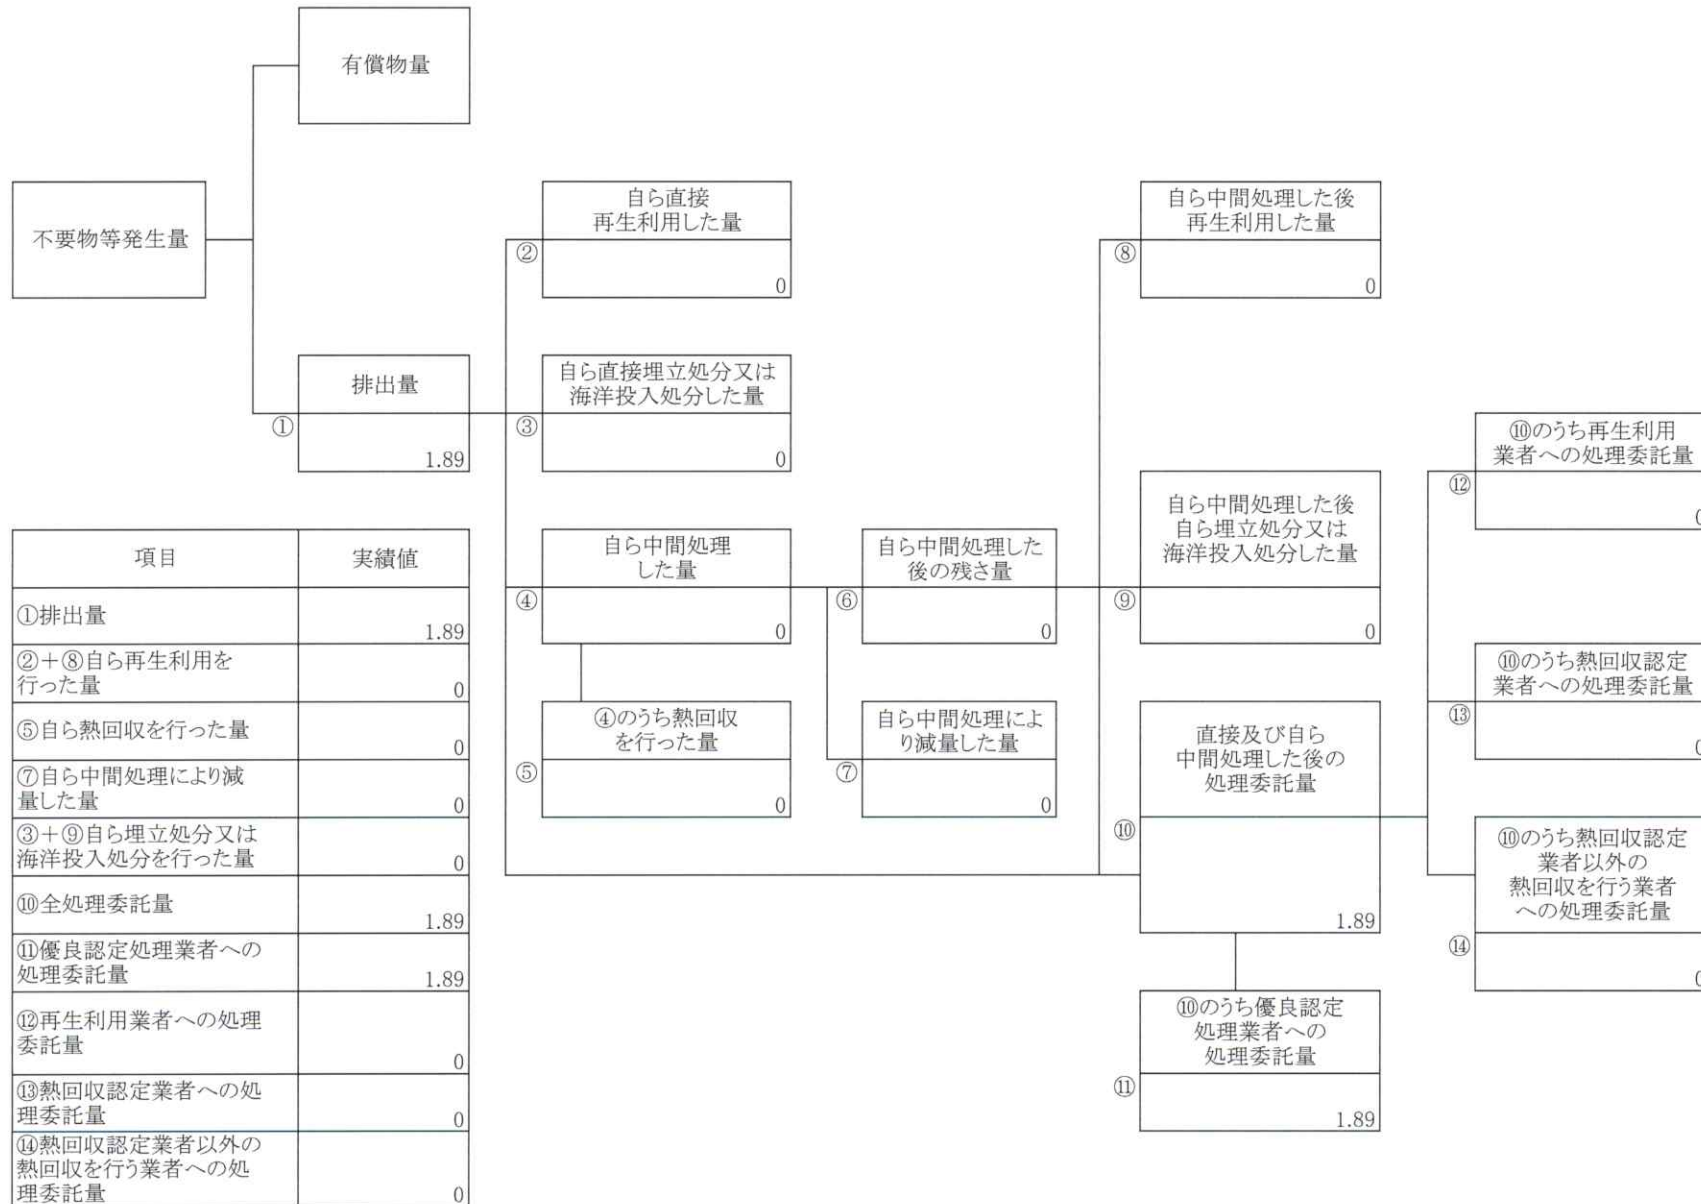 有償物量
不要物等発生量
自ら直接
再生利用した量
②
0
自ら中間処理した後
再生利用した量
⑧
0
排出量
①
1.89
自ら直接埋立処分又は
海洋投入処分した量
③
0
⑩のうち再生利用
業者への処理委託量
⑫
0
自ら中間処理
した量
④
0
自ら中間処理した
後の残さ量
⑥
0
自ら中間処理した後
自ら埋立処分又は
海洋投入処分した量
⑨
0
⑩のうち熱回収認定
業者への処理委託量
⑬
0
④のうち熱回収
を行った量
⑤
0
自ら中間処理によ
り減量した量
⑦
0
直接及び自ら
中間処理した後の
処理委託量
⑩
1.89
⑩のうち熱回収認定
業者以外の
熱回収を行う業者
への処理委託量
⑭
0
⑩のうち優良認定
処理業者への
処理委託量
⑪
1.89
項目 実績値
①排出量
1.89
②+⑧自ら再生利用を
行った量 0
⑤自ら熱回収を行った量
0
⑦自ら中間処理により減
量した量 0
③+⑨自ら埋立処分又は
海洋投入処分を行った量 0
⑩全処理委託量
1.89
⑪優良認定処理業者への
処理委託量 1.89
⑫再生利用業者への処理
委託量
0
⑬熱回収認定業者への処
理委託量 0
⑭熱回収認定業者以外の
熱回収を行う業者への処
理委託量 0